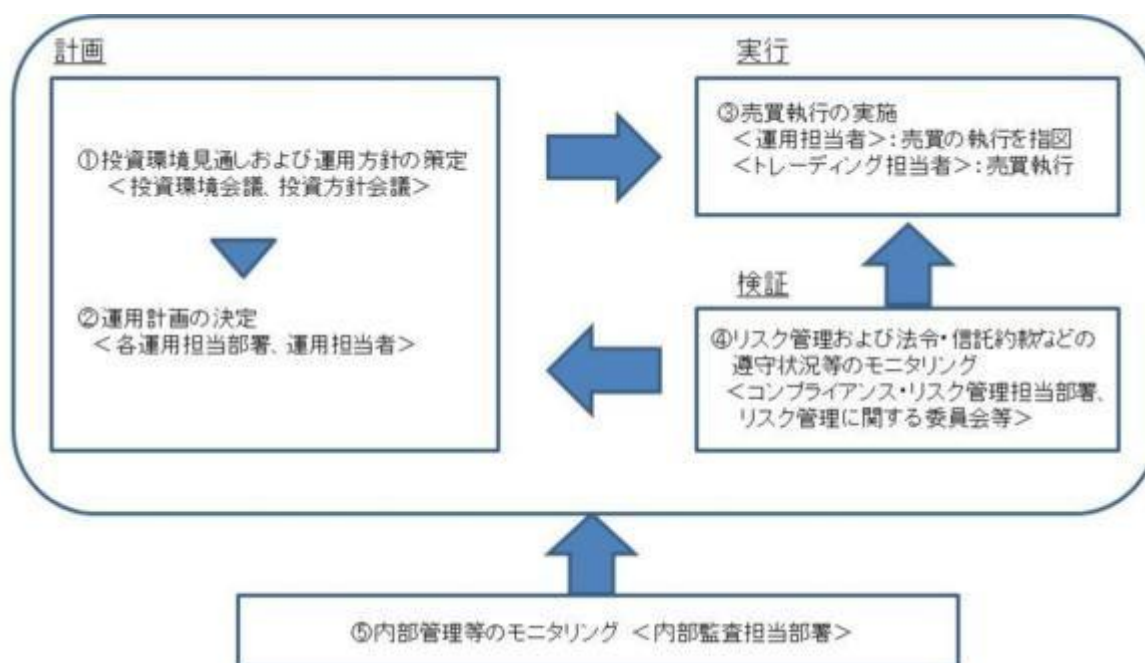 計画
①投資環境見通しおよび運用方針の策定
＜投資環境会議、投資方針会議＞
②運用計画の決定
＜各運用担当部署、運用担当者＞
実行
③売買執行の実施
＜運用担当者＞：売買の執行を指図
＜トレーディング担当者＞：売買執行
検証
④リスク管理および法令・信託約款などの
遵守状況等のモニタリング
＜コンプライアンス・リスク管理担当部署、
リスク管理に関する委員会等＞
⑤内部管理等のモニタリング ＜内部監査担当部署＞